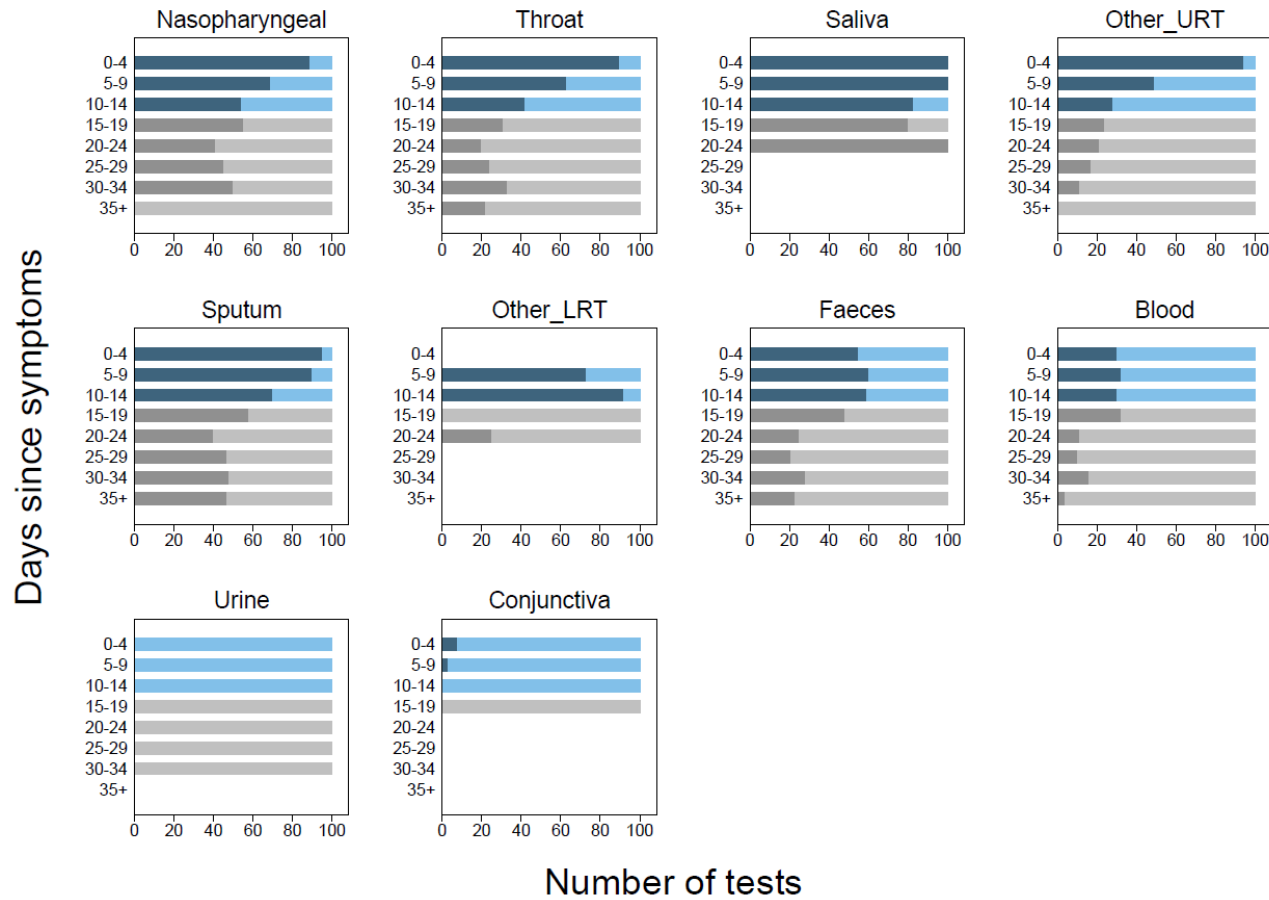 Nasopharyngeal Throat Saliva Other_URT
0-4 0-4 0-4 0-4
5-9 5-9 5-9 5-9
10-14 10-14 10-14 10-14
15-19 15-19 15-19 15-19
20-24 20-24 20-24 20-24
25-29 25-29 25-29 25-29
30-34 30-34 30-34 30-34
35+ 35+ 35+ 35+
0 20 40 60 80 100 0 20 40 60 80 100 0 20 40 60 80 100 0 20 40 60 80 100
Days since symptoms
Sputum Other_LRT Faeces Blood
0-4 0-4 0-4 0-4
5-9 5-9 5-9 5-9
10-14 10-14 10-14 10-14
15-19 15-19 15-19 15-19
20-24 20-24 20-24 20-24
25-29 25-29 25-29 25-29
30-34 30-34 30-34 30-34
35+ 35+ 35+ 35+
0 20 40 60 80 100 0 20 40 60 80 100 0 20 40 60 80 100 0 20 40 60 80 100
Urine Conjunctiva
0-4 0-4
5-9 5-9
10-14 10-14
15-19 15-19
20-24 20-24
25-29 25-29
30-34 30-34
35+ 35+
0 20 40 60 80 100 0 20 40 60 80 100
Number of tests